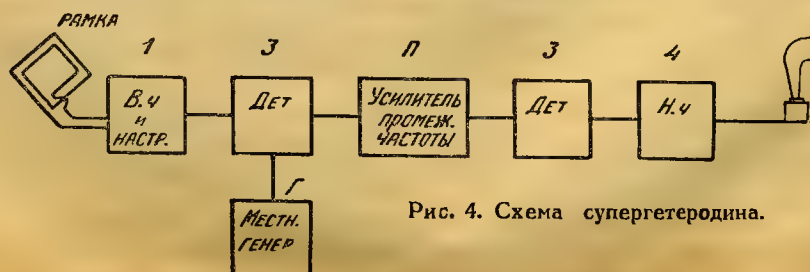 РАМКА
1
3
П
3
4
В.Ч
И
НАСТР.
ДЕТ
УСИЛИТЕЛЬ
ПРОМЕЖ.
ЧАСТОТЫ
ДЕТ
Н.Ч
Г
МЕСТН.
ГЕНЕР
Рис. 4. Схема супергетеродина.